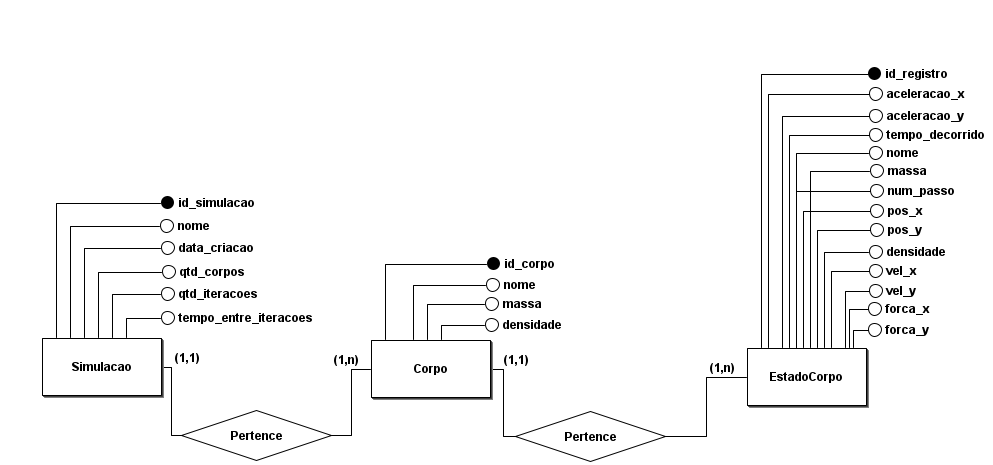 id_registro
aceleracao_x
aceleracao_y
tempo_decorrido
nome
massa
num_passo
pos_x
pos_y
densidade
vel_x
vel_y
forca_x
forca_y
id_simulacao
nome
data_criacao
qtd_corpos
qtd_iteracoes
tempo_entre_iteracoes
id_corpo
nome
massa
densidade
Simulacao
(1,1)
(1,n)
Corpo
(1,1)
(1,n)
EstadoCorpo
Pertence
Pertence